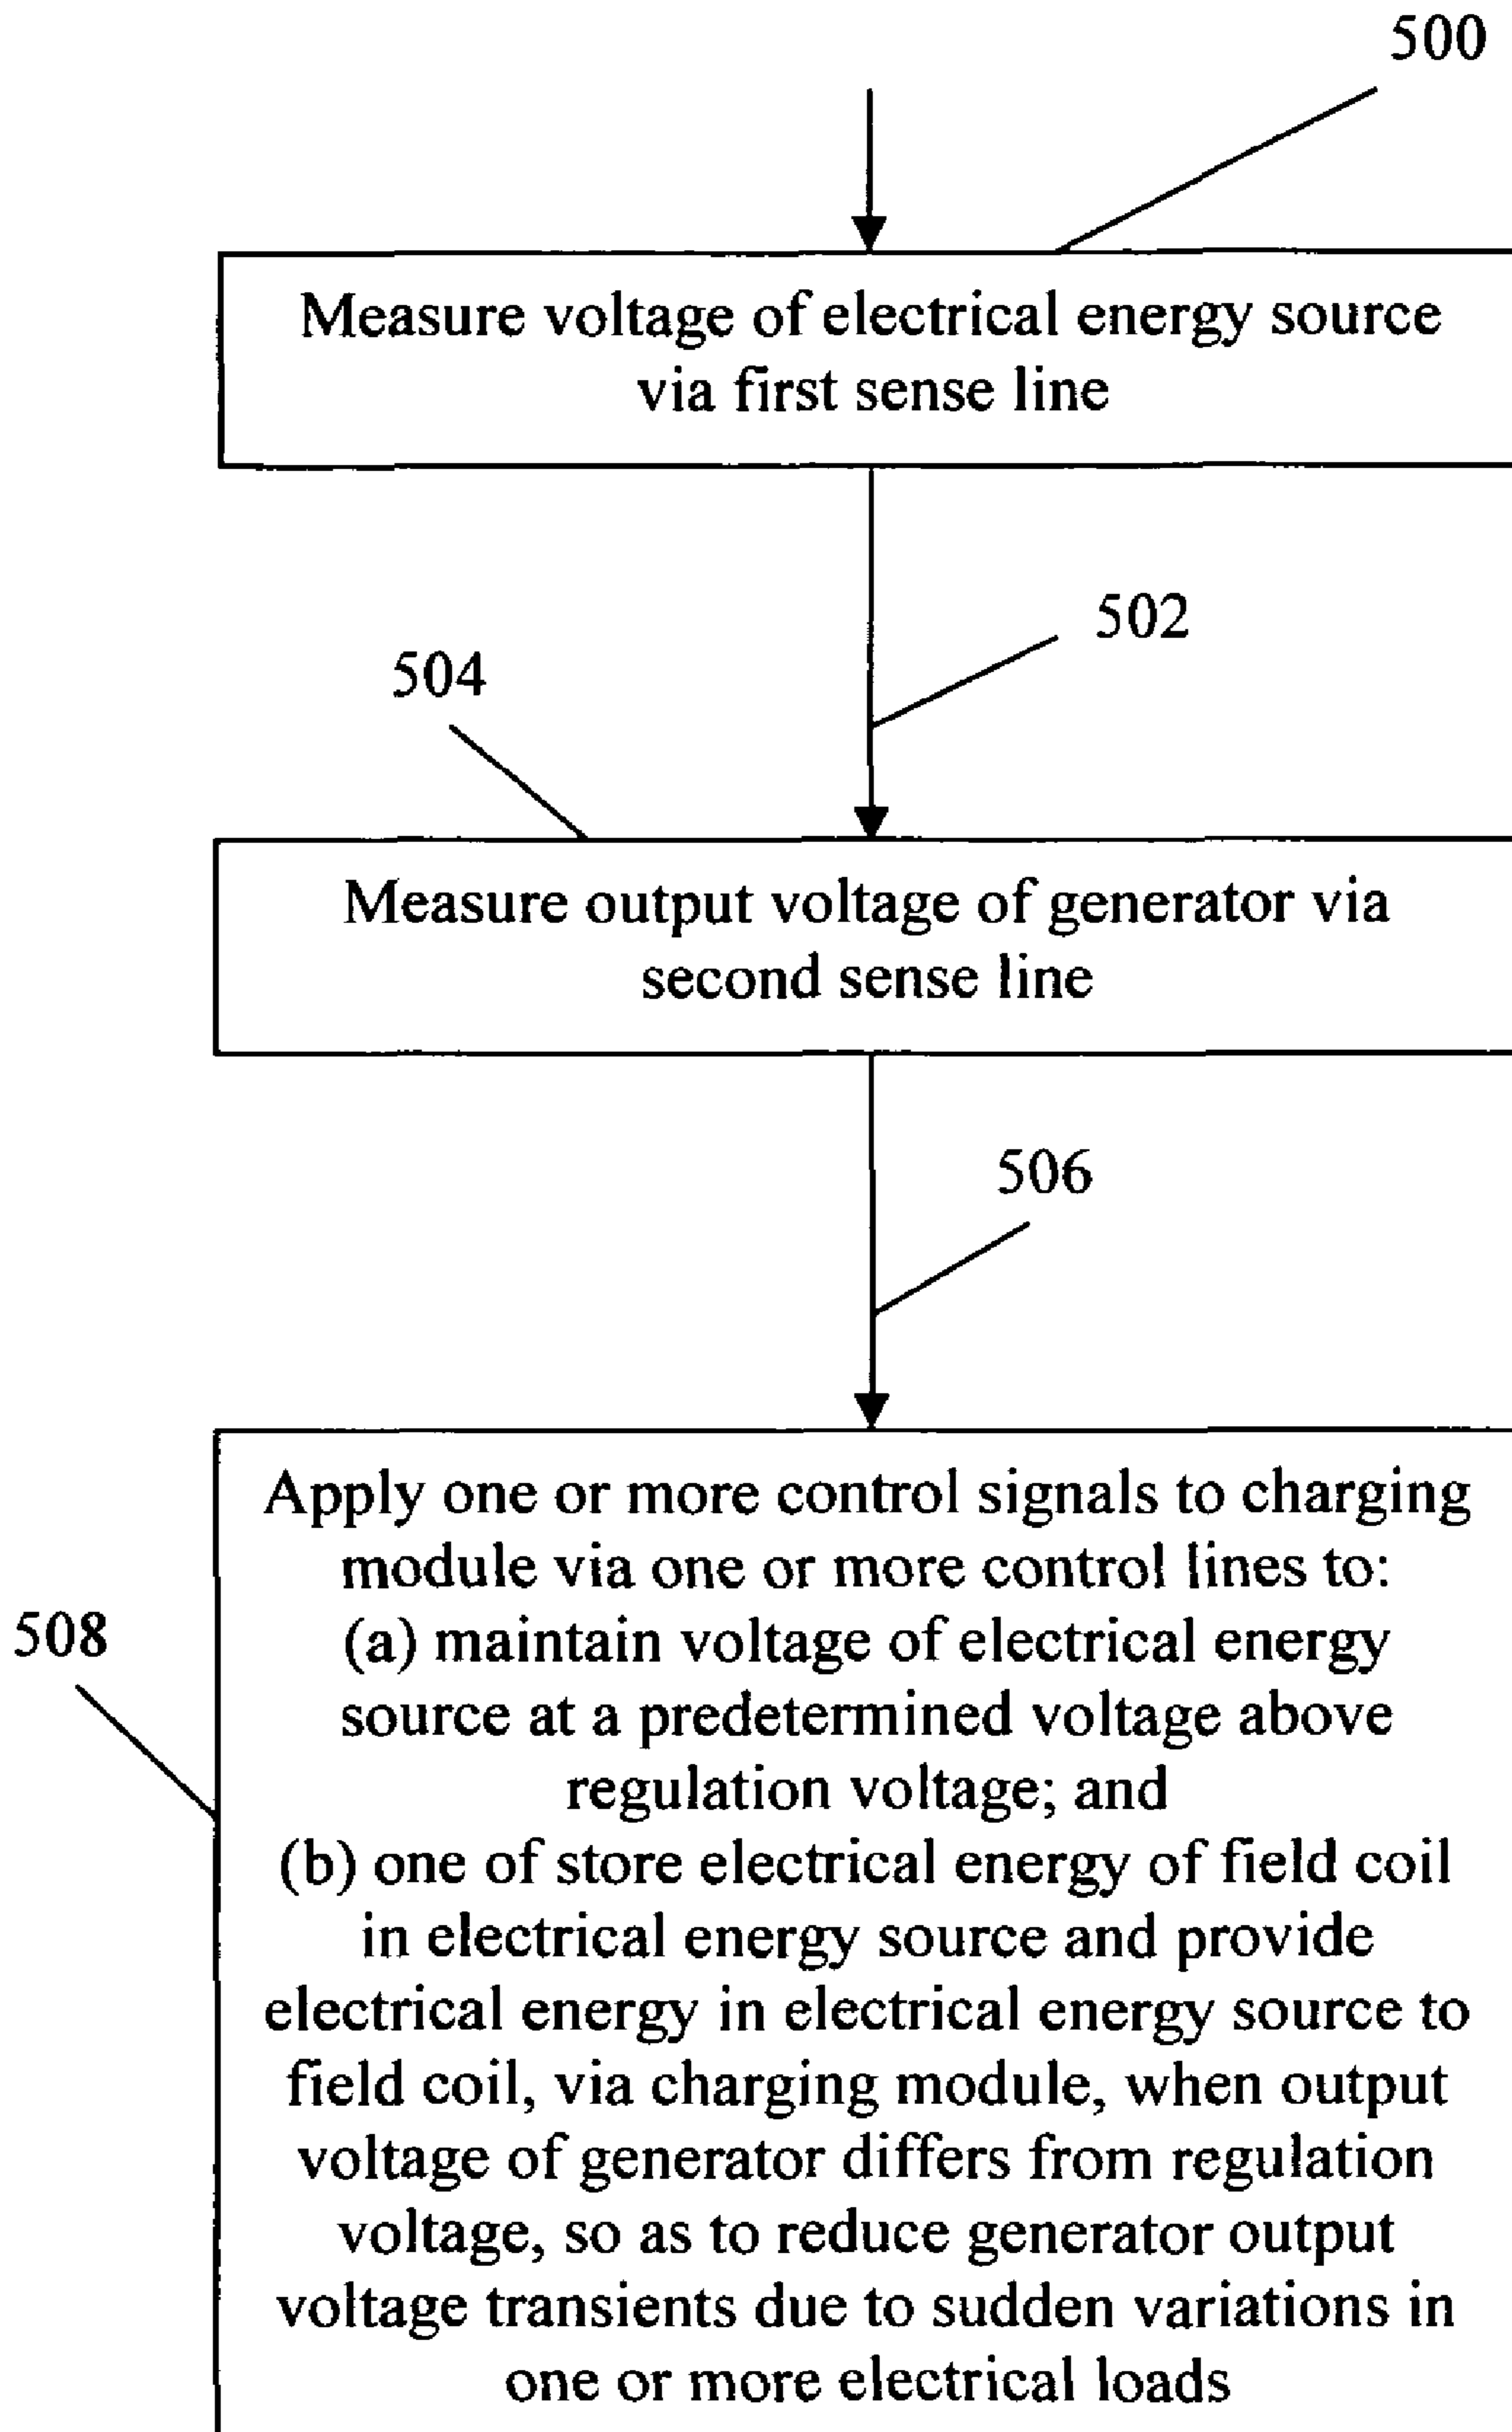 500
Measure voltage of electrical energy source
via first sense line
502
504
Measure output voltage of generator via
second sense line
506
Apply one or more control signals to charging
module via one or more control lines to:
(a) maintain voltage of electrical energy
source at a predetermined voltage above
regulation voltage; and
(b) one of store electrical energy of field coil
in electrical energy source and provide
electrical energy in electrical energy source to
field coil, via charging module, when output
voltage of generator differs from regulation
voltage, so as to reduce generator output
voltage transients due to sudden variations in
one or more electrical loads
508